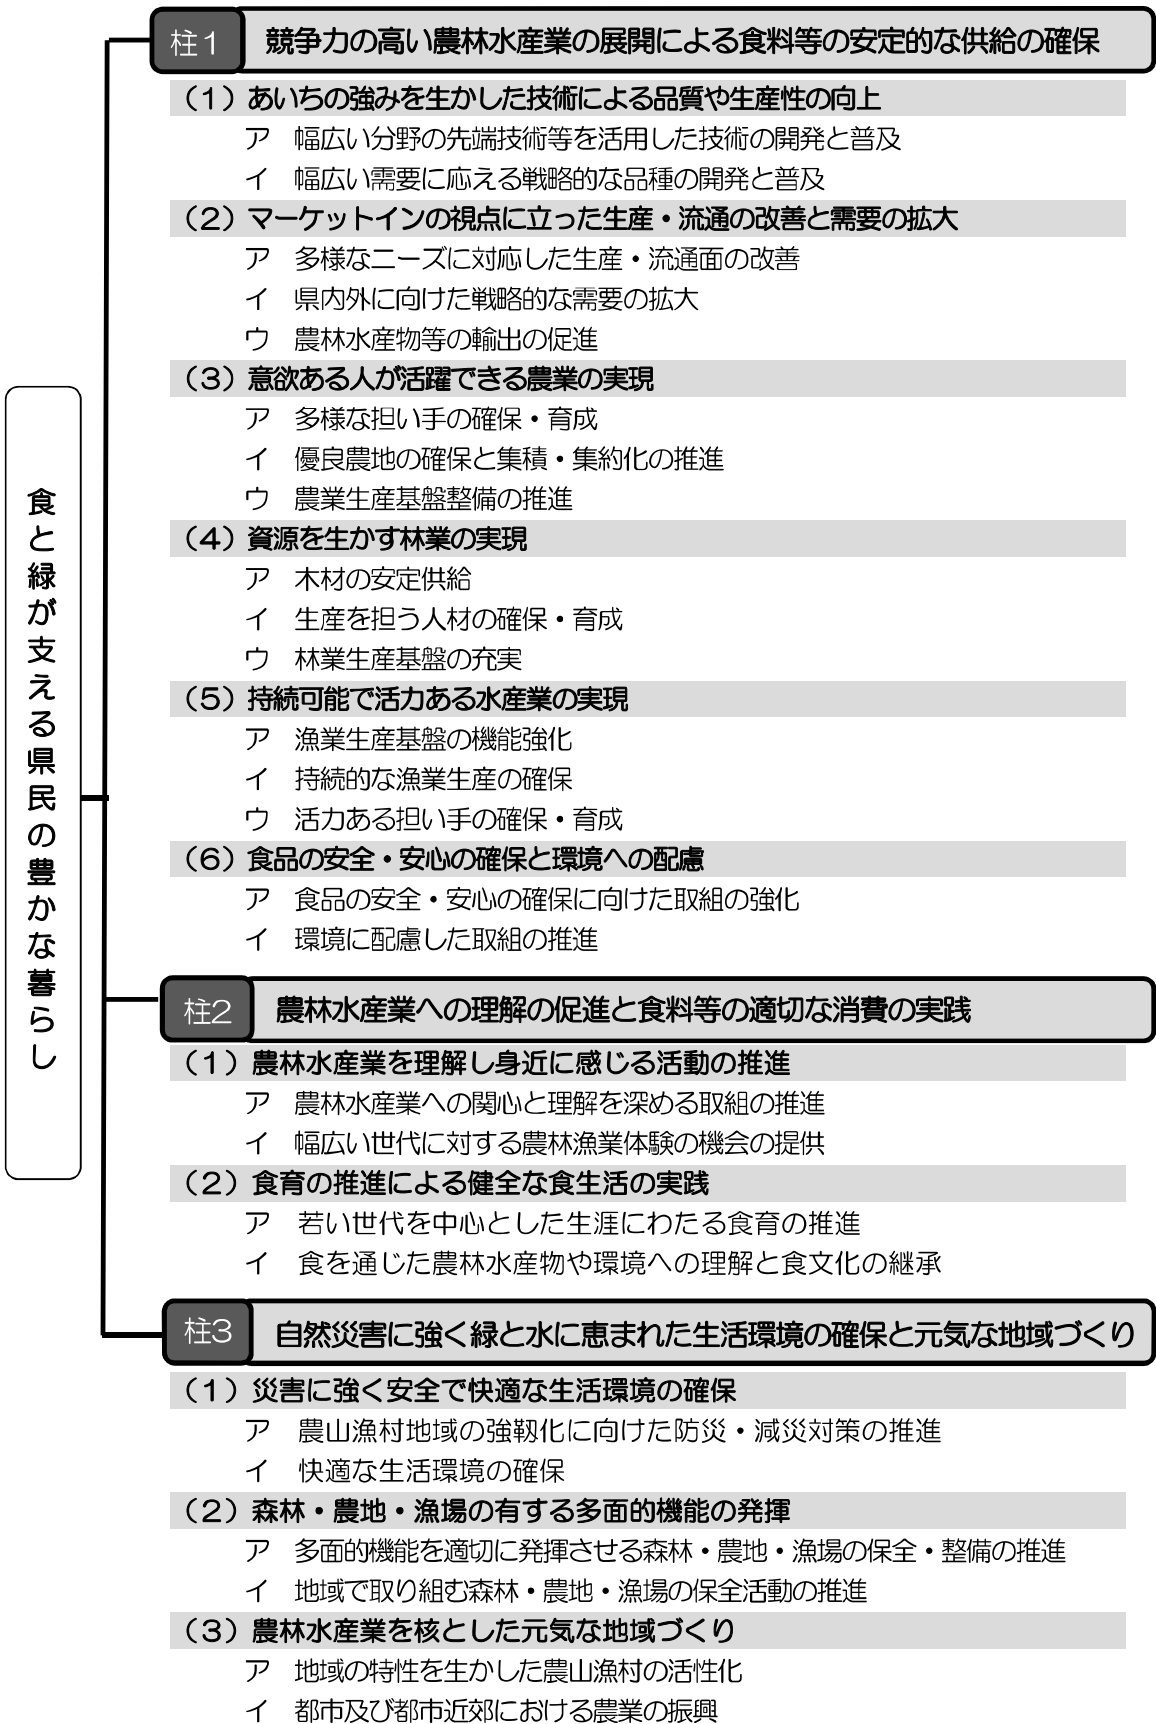 食と緑が支える県民の豊かな暮らし
柱1 競争力の高い農林水産業の展開による食料等の安定的な供給の確保
（1）あいちの強みを生かした技術による品質や生産性の向上
ア 幅広い分野の先端技術等を活用した技術の開発と普及
イ 幅広い需要に応える戦略的な品種の開発と普及
（2）マーケットインの視点に立った生産・流通の改善と需要の拡大
ア 多様なニーズに対応した生産・流通面の改善
イ 県内外に向けた戦略的な需要の拡大
ウ 農林水産物等の輸出の促進
（3）意欲ある人が活躍できる農業の実現
ア 多様な担い手の確保・育成
イ 優良農地の確保と集積・集約化の推進
ウ 農業生産基盤整備の推進
（4）資源を生かす林業の実現
ア 木材の安定供給
イ 生産を担う人材の確保・育成
ウ 林業生産基盤の充実
（5）持続可能で活力ある水産業の実現
ア 漁業生産基盤の機能強化
イ 持続的な漁業生産の確保
ウ 活力ある担い手の確保・育成
（6）食品の安全・安心の確保と環境への配慮
ア 食品の安全・安心の確保に向けた取組の強化
イ 環境に配慮した取組の推進
柱2 農林水産業への理解の促進と食料等の適切な消費の実践
（1）農林水産業を理解し身近に感じる活動の推進
ア 農林水産業への関心と理解を深める取組の推進
イ 幅広い世代に対する農林漁業体験の機会の提供
（2）食育の推進による健全な食生活の実践
ア 若い世代を中心とした生涯にわたる食育の推進
イ 食を通じた農林水産物や環境への理解と食文化の継承
柱3 自然災害に強く緑と水に恵まれた生活環境の確保と元気な地域づくり
（1）災害に強く安全で快適な生活環境の確保
ア 農山漁村地域の強靱化に向けた防災・減災対策の推進
イ 快適な生活環境の確保
（2）森林・農地・漁場の有する多面的機能の発揮
ア 多面的機能を適切に発揮させる森林・農地・漁場の保全・整備の推進
イ 地域で取り組む森林・農地・漁場の保全活動の推進
（3）農林水産業を核とした元気な地域づくり
ア 地域の特性を生かした農山漁村の活性化
イ 都市及び都市近郊における農業の振興